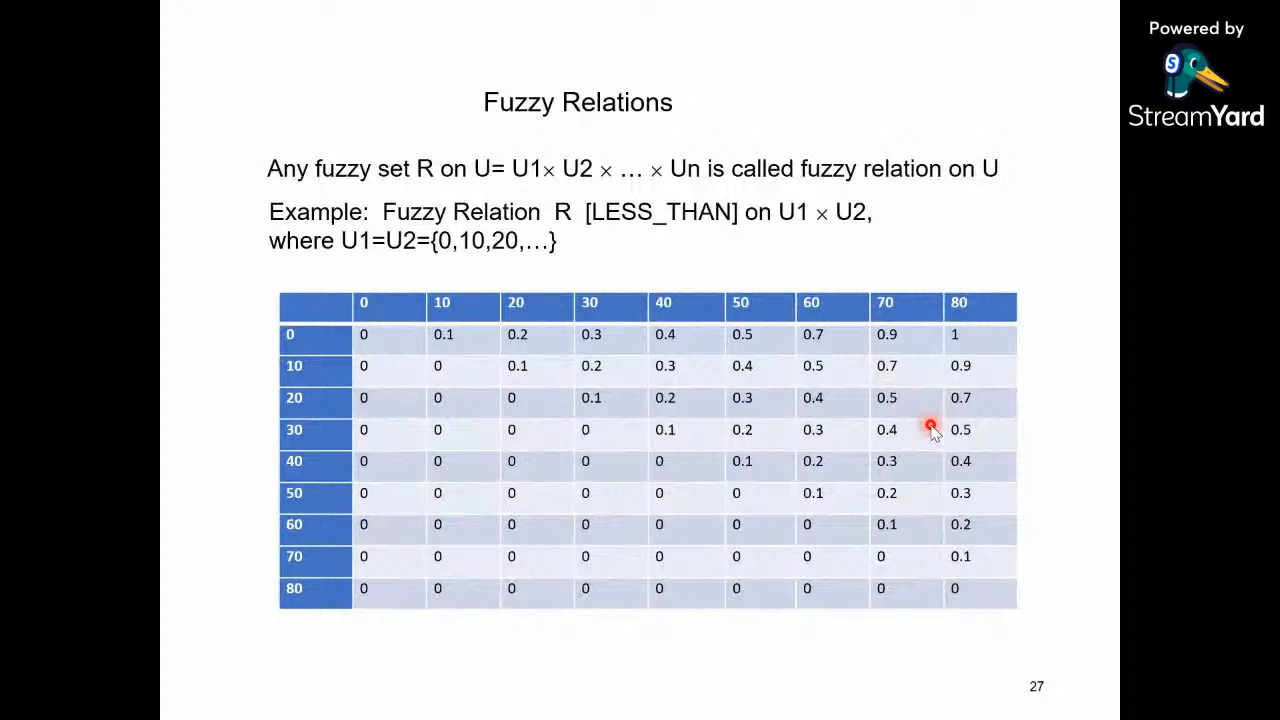 Powered by
StreamYard
Fuzzy Relations
Any fuzzy set R on U= U1× U2 × … × Un is called fuzzy relation on U
Example: Fuzzy Relation R [LESS_THAN] on U1 × U2,
where U1=U2={0,10,20,…}
0 10 20 30 40 50 60 70 80
0 0 0.1 0.2 0.3 0.4 0.5 0.7 0.9 1
10 0 0 0.1 0.2 0.3 0.4 0.5 0.7 0.9
20 0 0 0 0.1 0.2 0.3 0.4 0.5 0.7
30 0 0 0 0 0.1 0.2 0.3 0.4 0.5
40 0 0 0 0 0 0.1 0.2 0.3 0.4
50 0 0 0 0 0 0 0.1 0.2 0.3
60 0 0 0 0 0 0 0 0.1 0.2
70 0 0 0 0 0 0 0 0 0.1
80 0 0 0 0 0 0 0 0 0
27